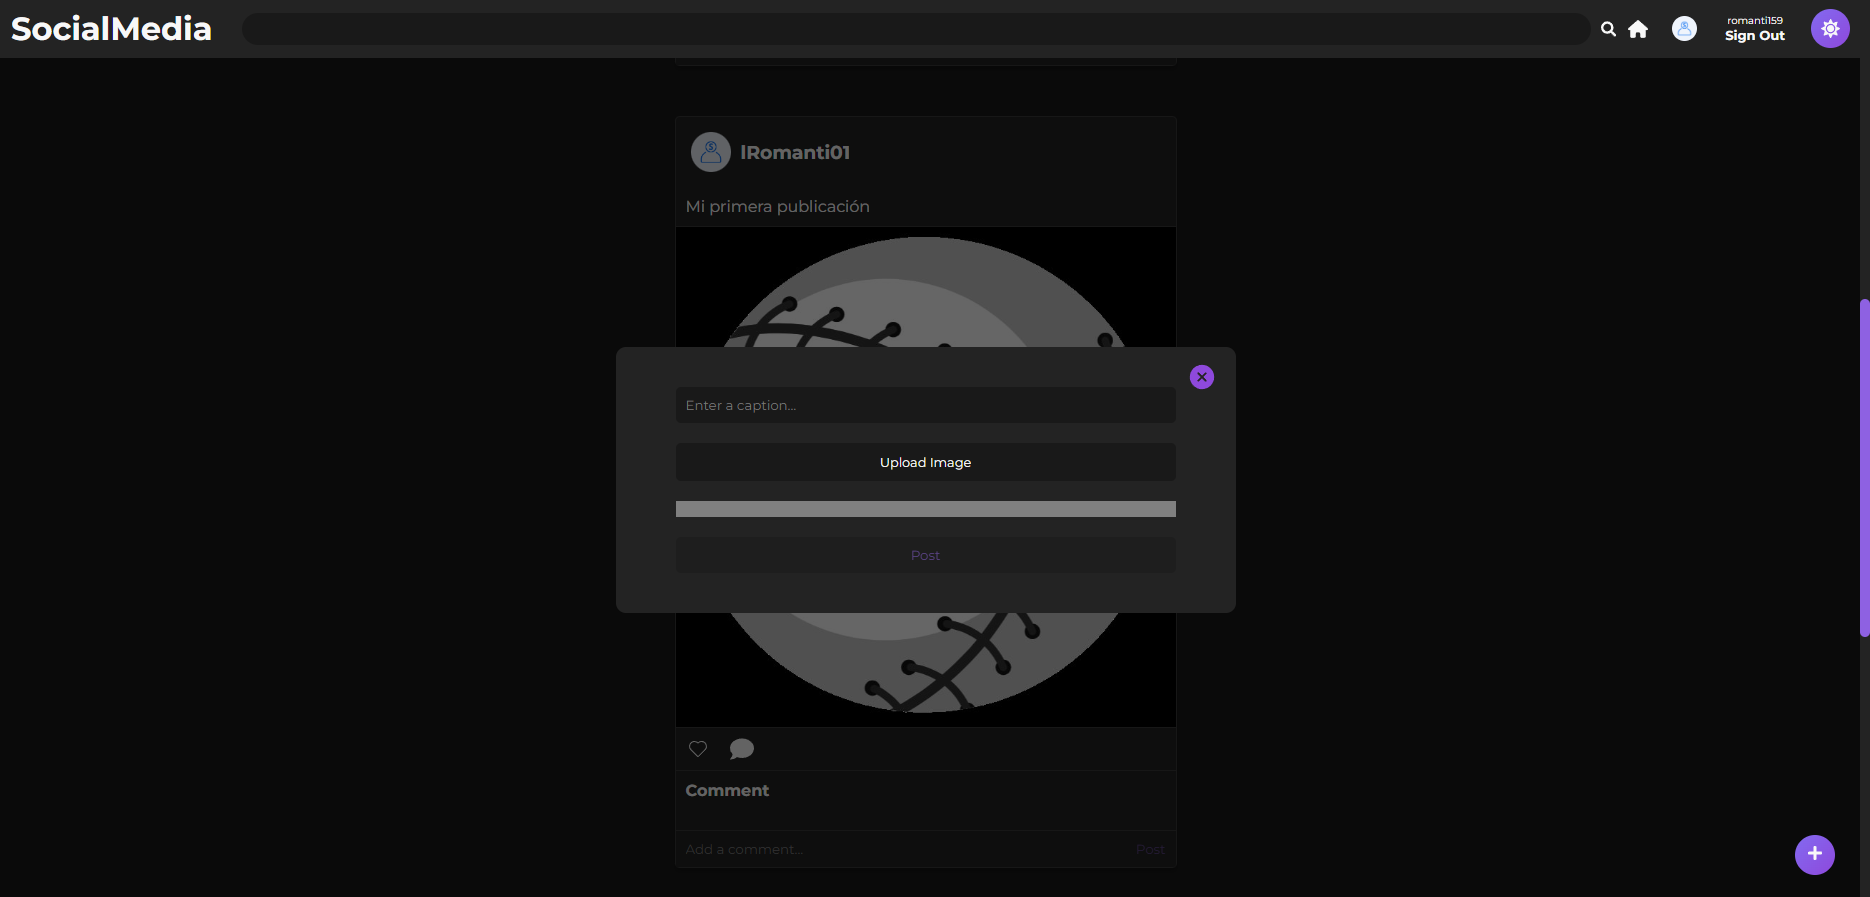 SocialMedia
romanti159
Sign Out
lRomanti01
Mi primera publicación
Enter a caption...
Upload Image
Post
Comment
Add a comment... Post